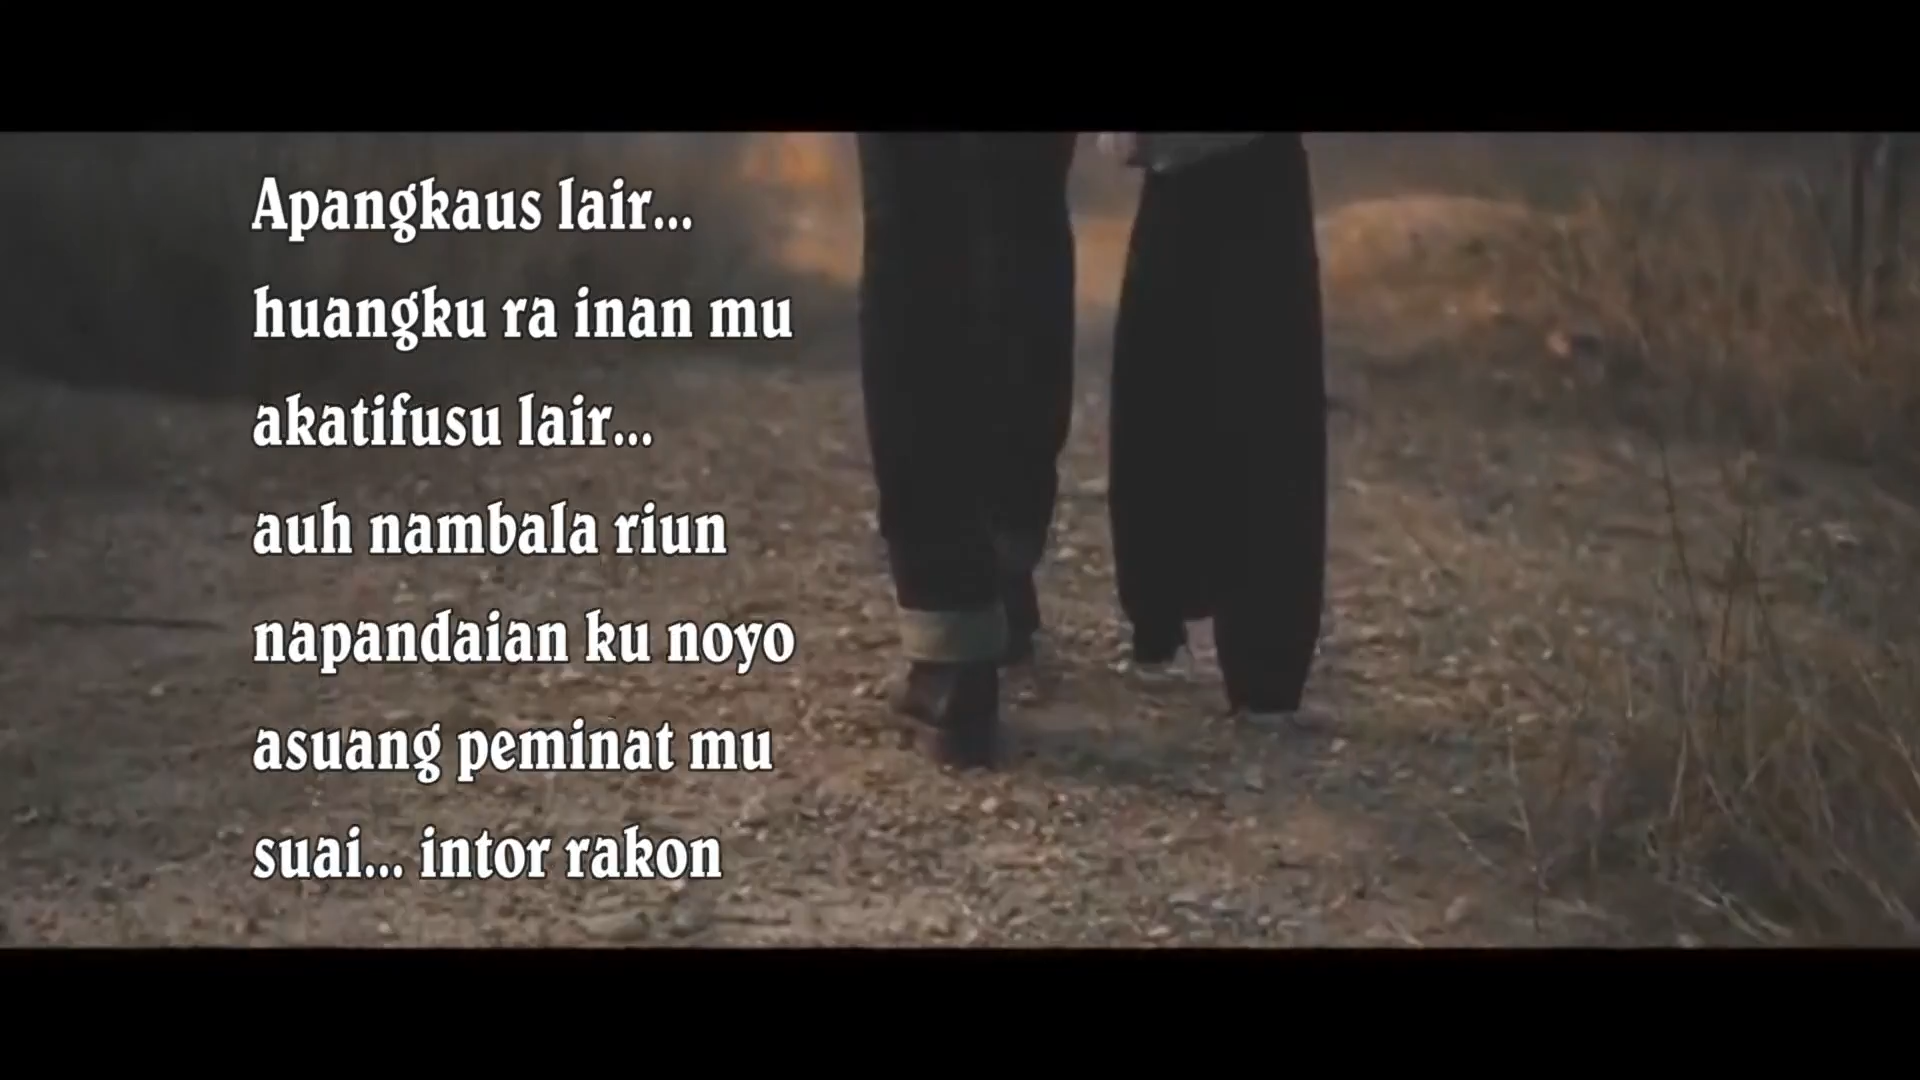 Apangkaus lair...
huangku ra inan mu
akatifusu lair...
auh nambala riun
napandaian ku noyo
asuang peminat mu
suai... intor rakon